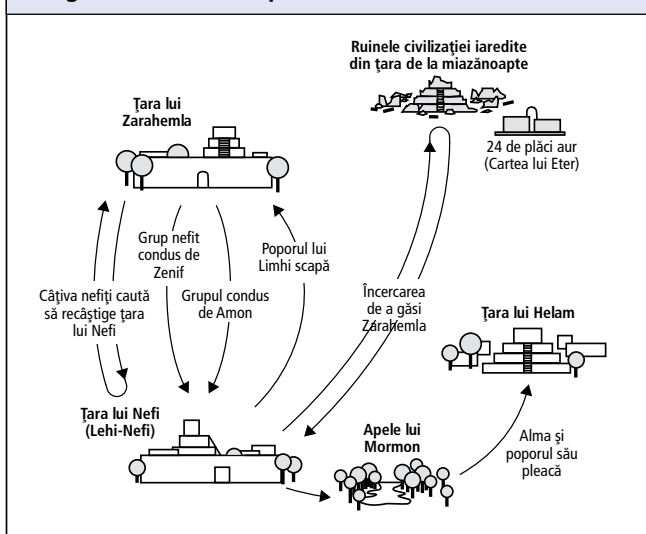 Ruinele civilizaţiei iaredite
din ţara de la miazănoapte
Ţara lui
Zarahemla
24 de plăci aur
(Cartea lui Eter)
Grup nefit
condus de
Zenif
Poporul lui
Limhi scapă
Câţiva nefiţi caută
să recâştige ţara
lui Nefi
Grupul condus
de Amon
Încercarea
de a găsi
Zarahemla
Ţara lui Helam
Ţara lui Nefi
(Lehi-Nefi)
Apele lui
Mormon
Alma şi
poporul său
pleacă